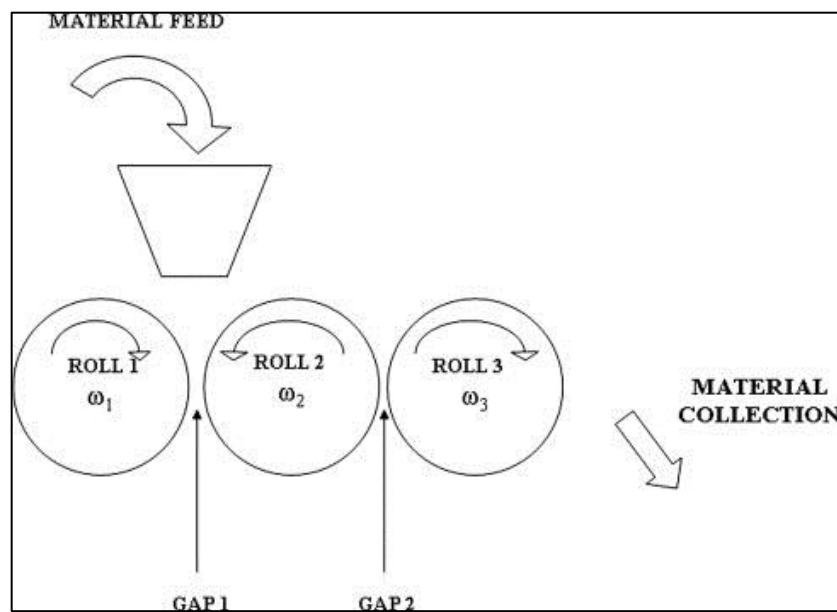 MATERIAL FEED
ROLL 1
ω1
ROLL 2
ω2
ROLL 3
ω3
MATERIAL
COLLECTION
GAP 1
GAP 2